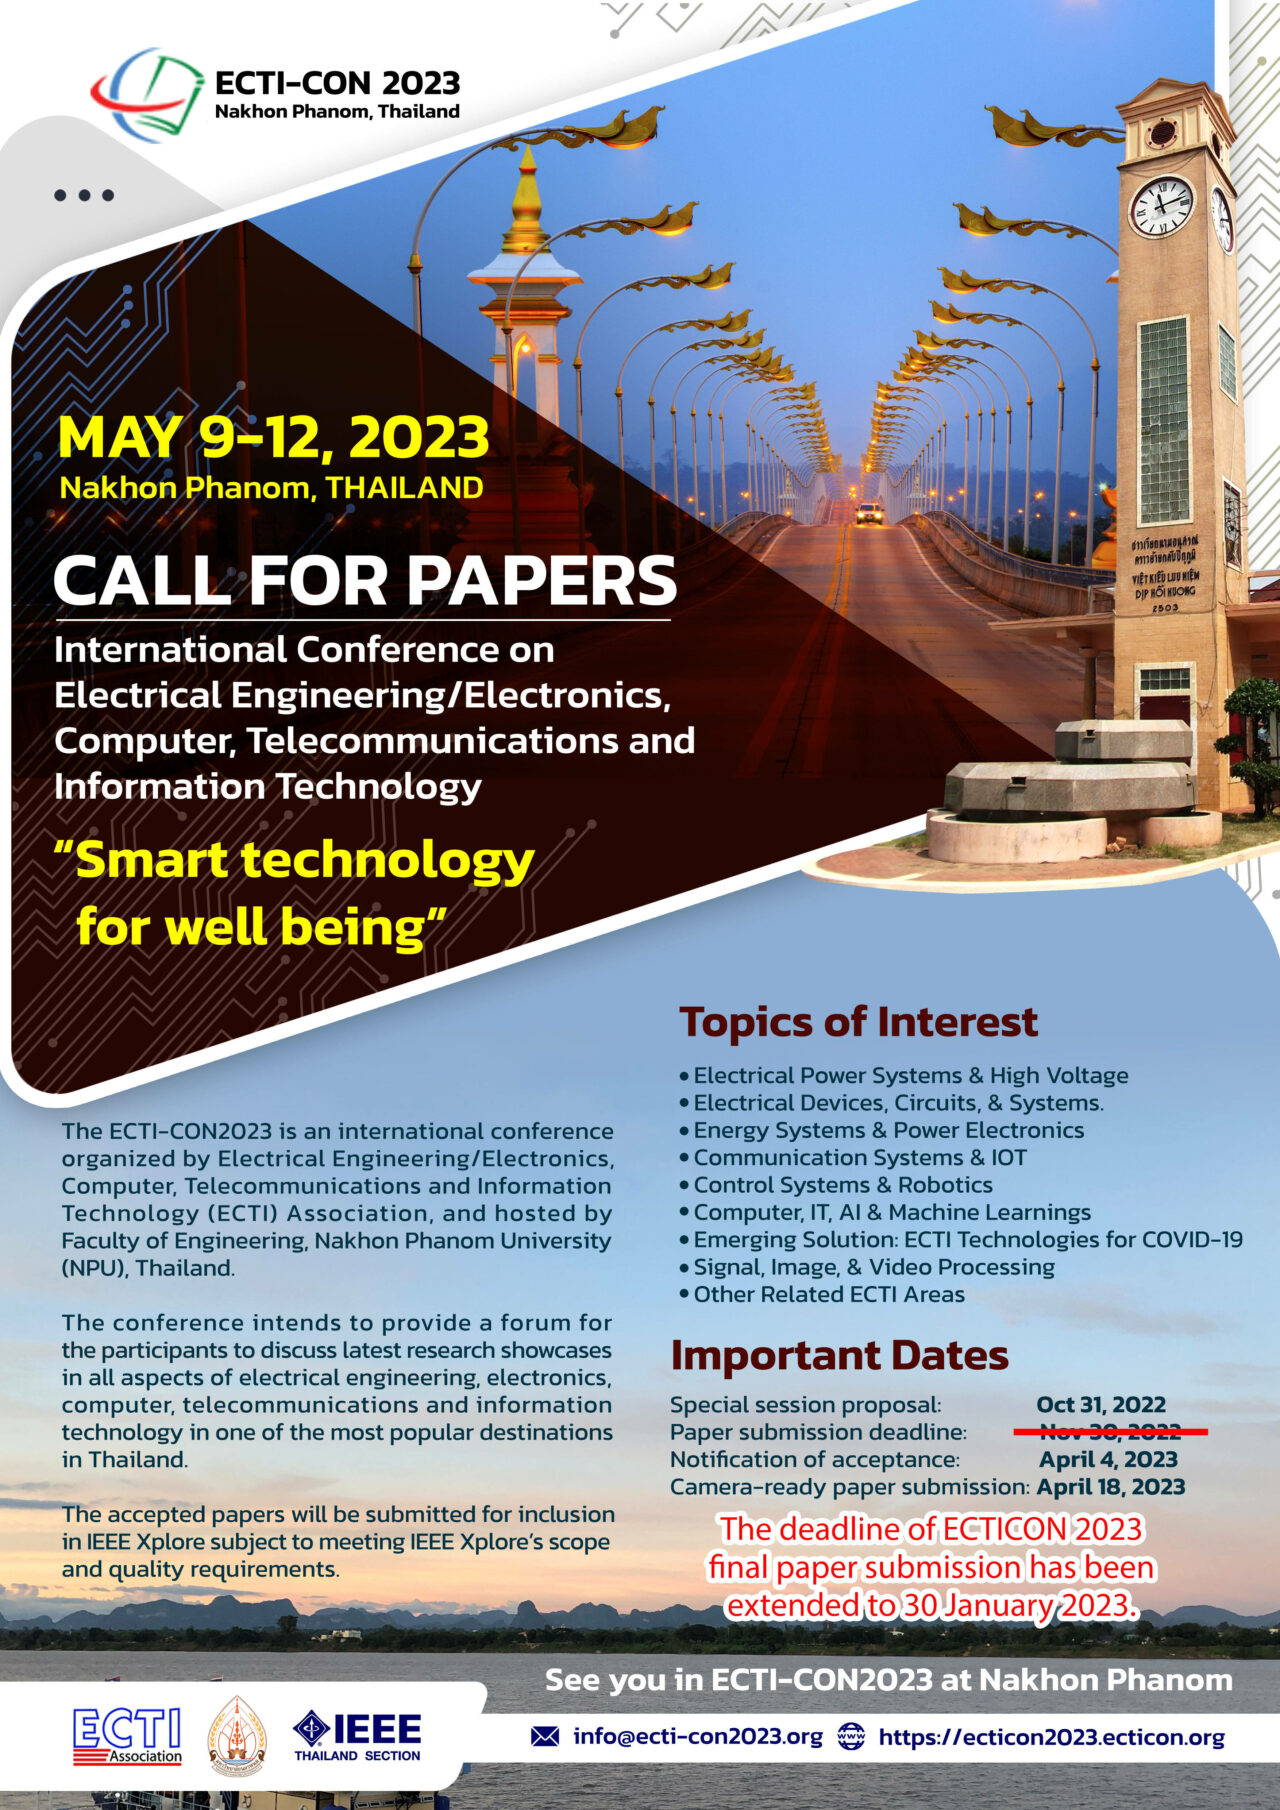 ECTI-CON 2023
Nakhon Phanom, Thailand
MAY 9-12, 2023
Nakhon Phanom, THAILAND
CALL FOR PAPERS
International Conference on
Electrical Engineering/Electronics,
Computer, Telecommunications and
Information Technology
"Smart technology
for well being"
VIỆT KIỀU LƯU NIỆM
DỊP HỒI HƯƠNG
2503
The ECTI-CON2023 is an international conference
organized by Electrical Engineering/Electronics,
Computer, Telecommunications and Information
Technology (ECTI) Association, and hosted by
Faculty of Engineering, Nakhon Phanom University
(NPU), Thailand.
The conference intends to provide a forum for
the participants to discuss latest research showcases
in all aspects of electrical engineering, electronics,
computer, telecommunications and information
technology in one of the most popular destinations
in Thailand.
The accepted papers will be submitted for inclusion
in IEEE Xplore subject to meeting IEEE Xplore's scope
and quality requirements.
Topics of Interest
• Electrical Power Systems & High Voltage
• Electrical Devices, Circuits, & Systems.
• Energy Systems & Power Electronics
• Communication Systems & IOT
• Control Systems & Robotics
• Computer, IT, AI & Machine Learnings
• Emerging Solution: ECTI Technologies for COVID-19
• Signal, Image, & Video Processing
• Other Related ECTI Areas
Important Dates
Special session proposal: Oct 31, 2022
Paper submission deadline: Nov 30, 2022
Notification of acceptance: April 4, 2023
Camera-ready paper submission: April 18, 2023
The deadline of ECTICON 2023
final paper submission has been
extended to 30 January 2023.
See you in ECTI-CON2023 at Nakhon Phanom
ECTI
Association
IEEE
THAILAND SECTION
info@ecti-con2023.org
https://ecticon2023.ecticon.org